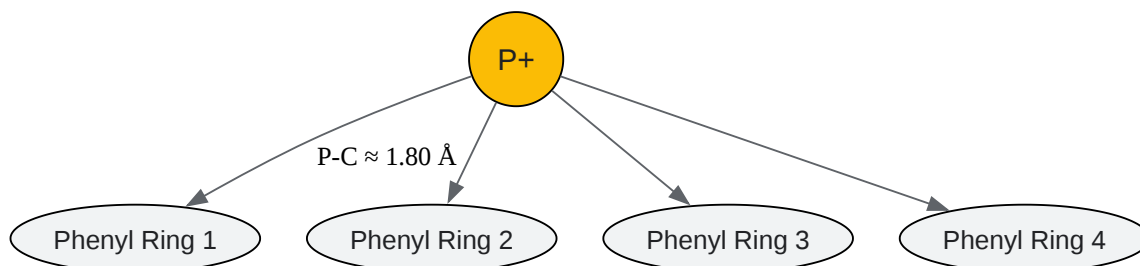 P+
P-C ≈ 1.80 Å
Phenyl Ring 1
Phenyl Ring 2
Phenyl Ring 3
Phenyl Ring 4